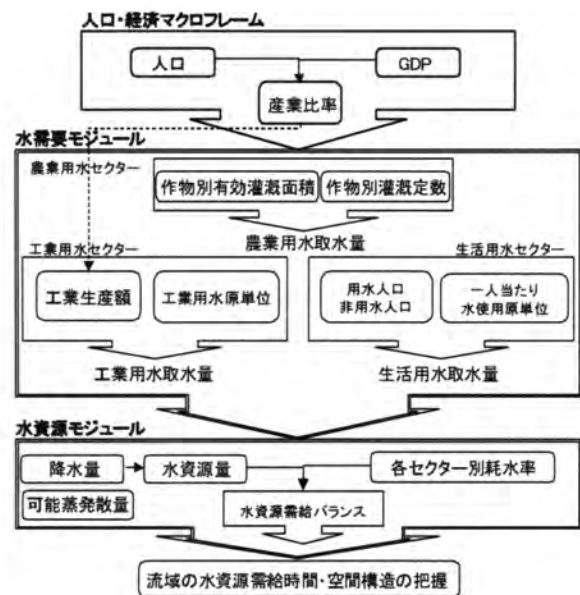 人口・経済マクロフレーム
人口
GDP
産業比率
水需要モジュール
農業用水セクター
作物別有効灌漑面積
作物別灌漑定数
農業用水取水量
工業用水セクター
生活用水セクター
工業生産額
工業用水原単位
用水人口
非用水人口
一人当たり
水使用原単位
工業用水取水量
生活用水取水量
水資源モジュール
降水量
水資源量
各セクター別耗水率
可能蒸発散量
水資源需給バランス
流域の水資源需給時間・空間構造の把握